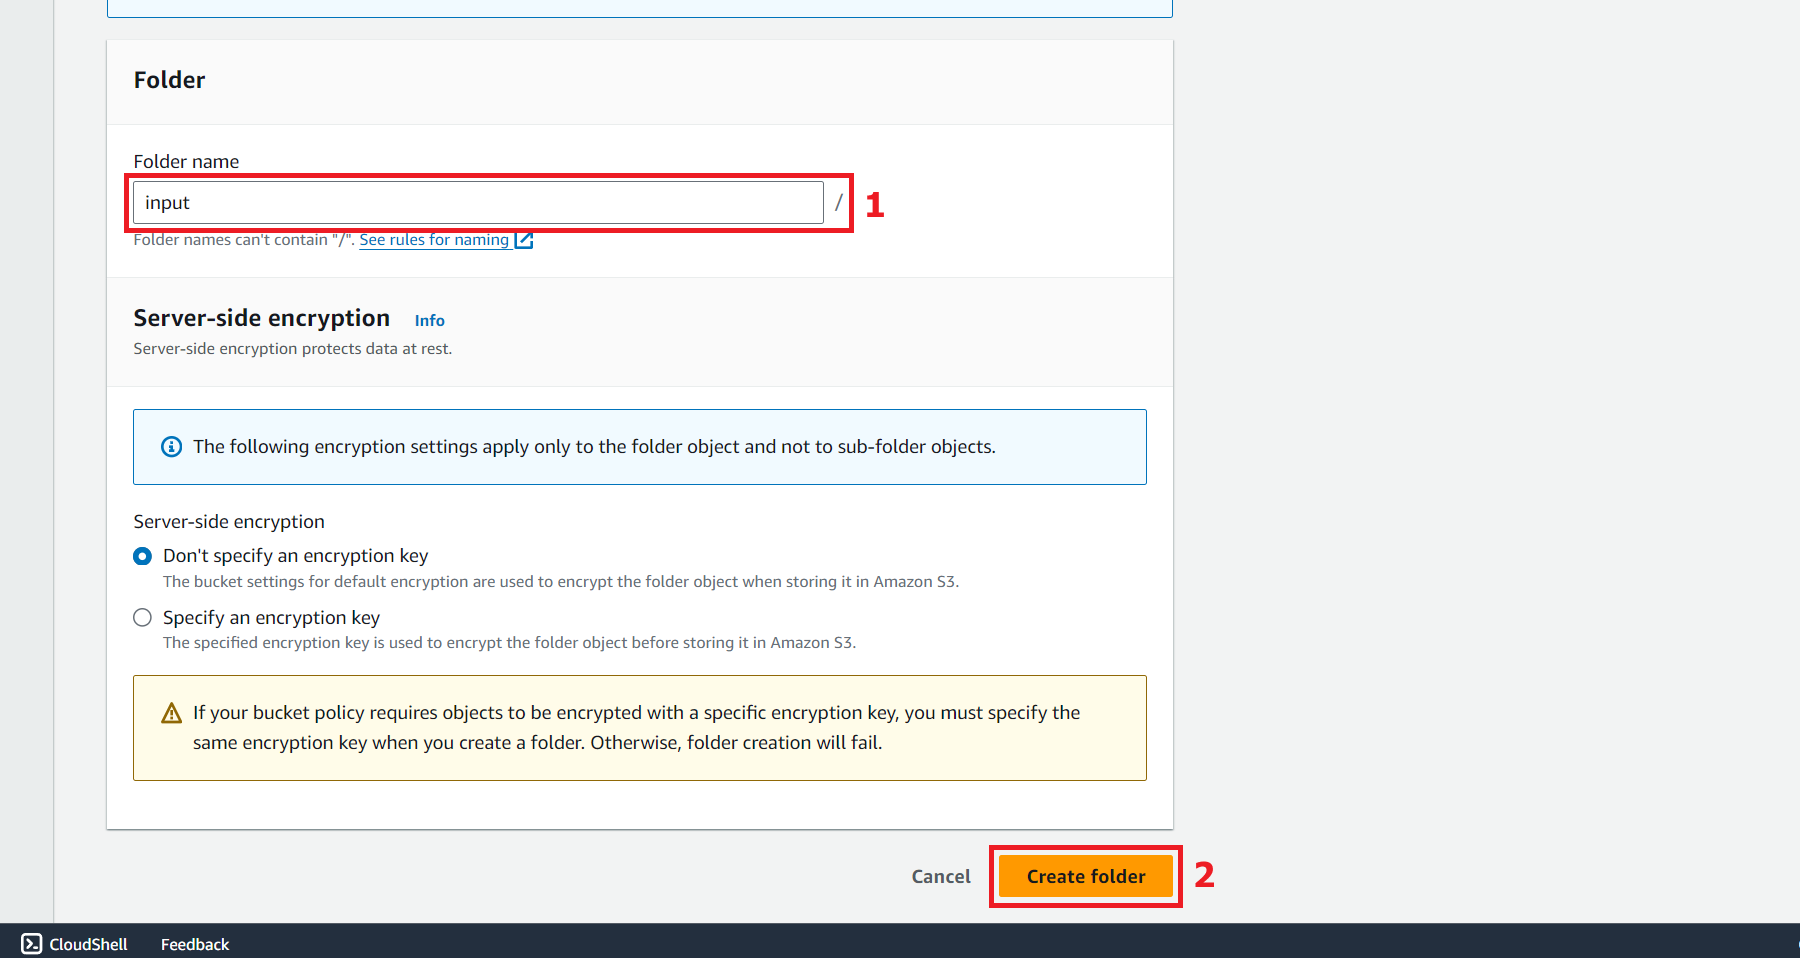 Folder
Folder name
input
/
1
Folder names can't contain "/". See rules for naming
Server-side encryption Info
Server-side encryption protects data at rest.
The following encryption settings apply only to the folder object and not to sub-folder objects.
Server-side encryption
Don't specify an encryption key
The bucket settings for default encryption are used to encrypt the folder object when storing it in Amazon S3.
Specify an encryption key
The specified encryption key is used to encrypt the folder object before storing it in Amazon S3.
If your bucket policy requires objects to be encrypted with a specific encryption key, you must specify the
same encryption key when you create a folder. Otherwise, folder creation will fail.
Cancel Create folder 2
CloudShell Feedback